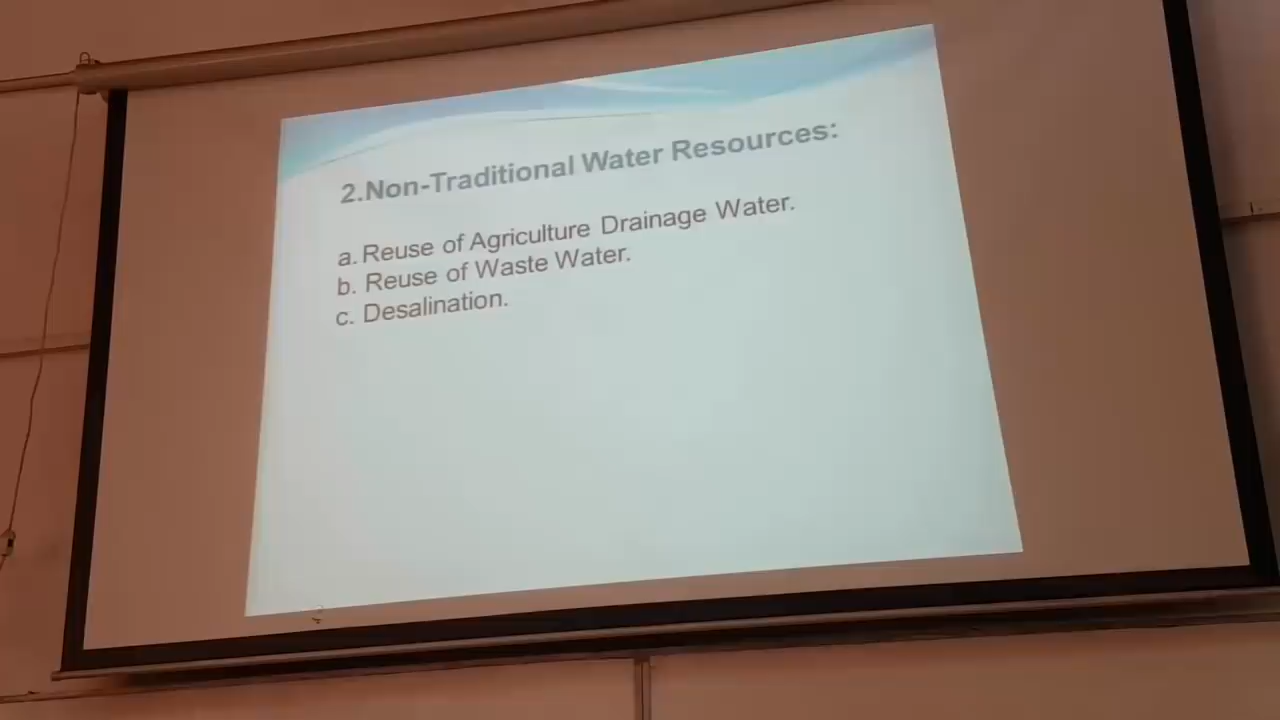 2.Non-Traditional Water Resources:
a. Reuse of Agriculture Drainage Water.
b. Reuse of Waste Water.
c. Desalination.